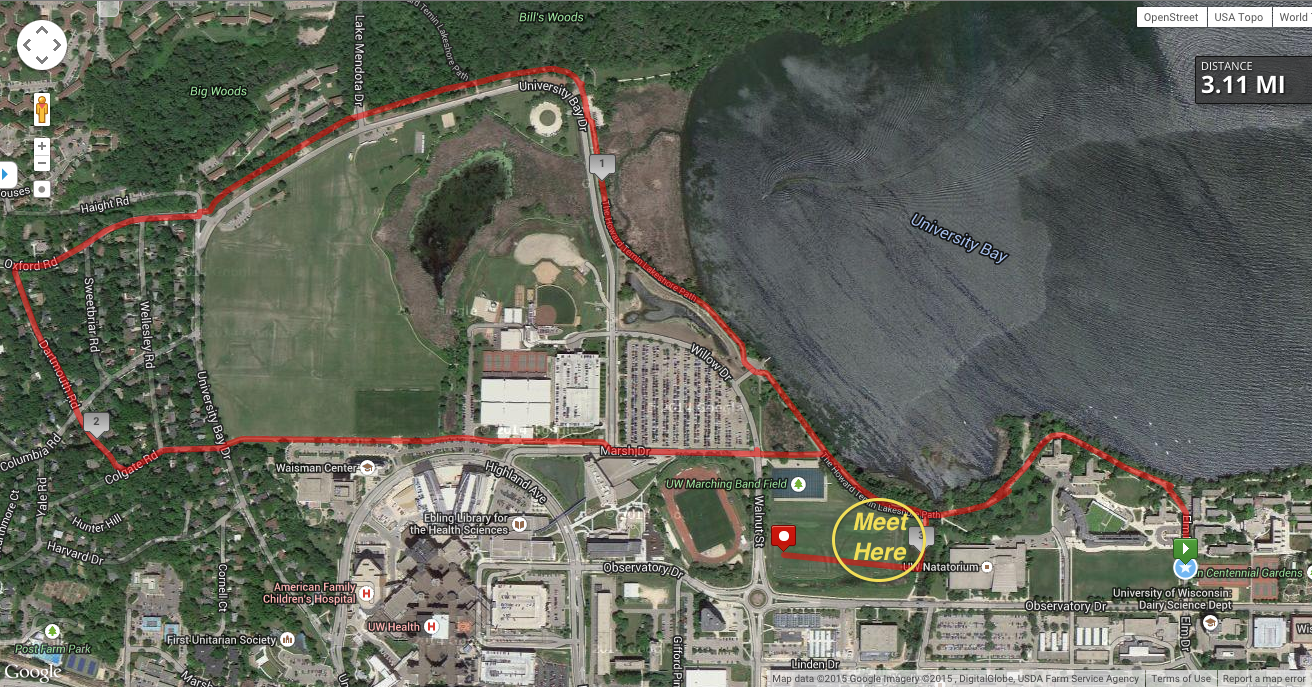 Bill's Woods
OpenStreet
USA Topo
World
Lake Mendota Dr
Lakeshore Path
DISTANCE
3.11 MI
Big Woods
University Bay Dr
1
Haight Rd
University Bay
Oxford Rd
The Howard Temin Lakeshore Path
Sweetbriar Rd
Wellesley Rd
Dartmouth Rd
Willow Dr
University Bay Dr
2
Columbia Rd
Colgate Rd
Marsh Dr
Waisman Center
Highland Ave
UW Marching Band Field
The Howard Temin Lakeshore Path
Yale Rd
Walnut St
Meet
Here
3
Elm
Hunter Hill
Ebling Library for
the Health Sciences
Harvard Dr
Observatory Dr
UW Natatorium
Centennial Gardens
American Family
Children's Hospital
Cornell Ct
University of Wisconsin:
Dairy Science Dept
Observatory Dr
UW Health
First Unitarian Society
Elm Dr
Post Farm Park
Gifford
Linden Dr
Google
Marsh
Map data ©2015 Google Imagery ©2015 , DigitalGlobe, USDA Farm Service Agency
Terms of Use
Report a map error